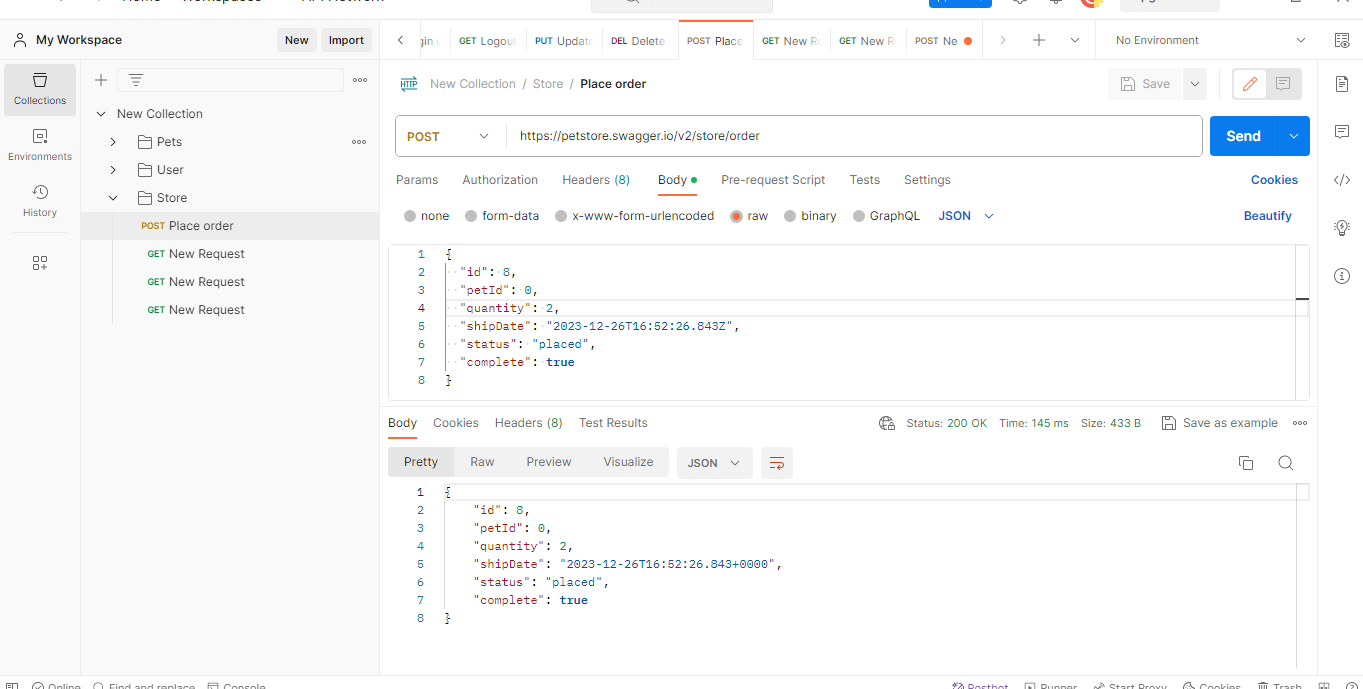 My Workspace
New
Import
GET Logout
PUT Update
DEL Delete
POST Place
GET New R
GET New R
POST Ne
No Environment
Collections
Environments
History
New Collection
Pets
User
Store
POST Place order
GET New Request
GET New Request
GET New Request
HTTP New Collection / Store / Place order
Save
POST https://petstore.swagger.io/v2/store/order
Send
Params Authorization Headers (8) Body Pre-request Script Tests Settings Cookies
none form-data x-www-form-urlencoded raw binary GraphQL JSON Beautify
1 {
2 "id": 8,
3 "petId": 0,
4 "quantity": 2,
5 "shipDate": "2023-12-26T16:52:26.843Z",
6 "status": "placed",
7 "complete": true
8 }
Body Cookies Headers (8) Test Results Status: 200 OK Time: 145 ms Size: 433 B Save as example
Pretty Raw Preview Visualize JSON
1 {
2 "id": 8,
3 "petId": 0,
4 "quantity": 2,
5 "shipDate": "2023-12-26T16:52:26.843+0000",
6 "status": "placed",
7 "complete": true
8 }
Online Find and replace Console Postbot Runner Start Proxy Cookies Trash